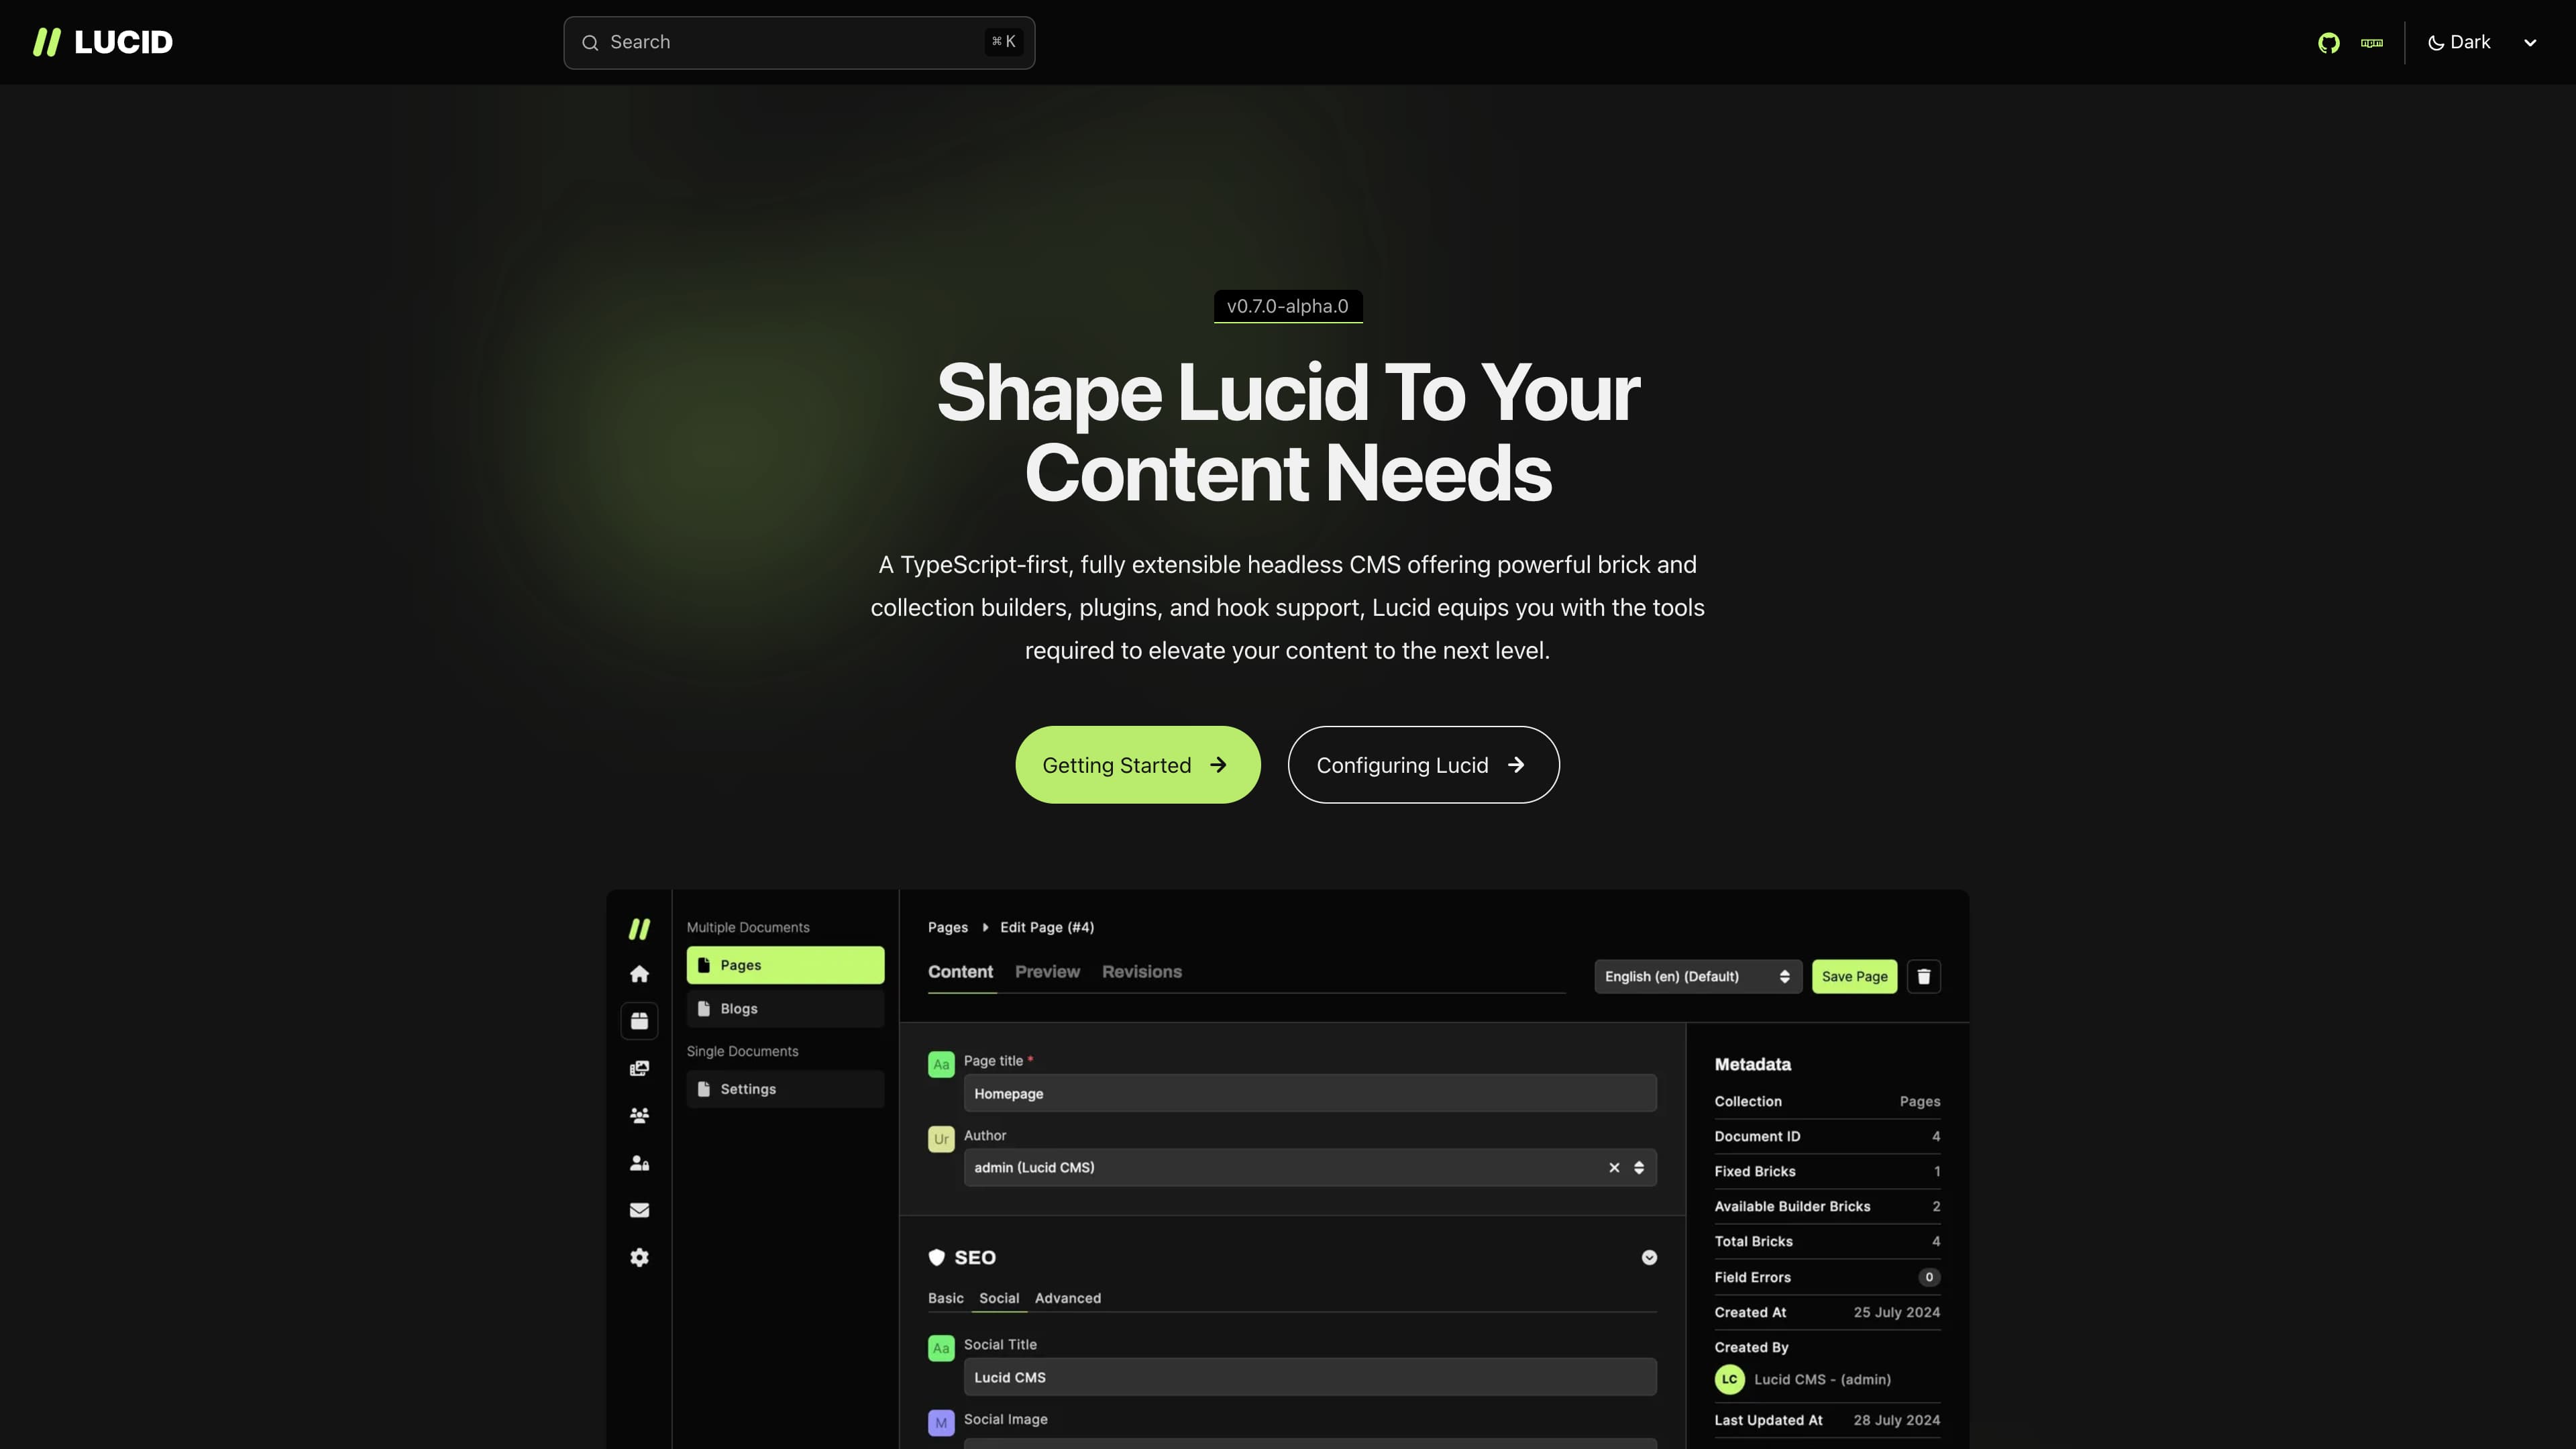 LUCID
Search
⌘ K
npm
Dark
v0.7.0-alpha.0
Shape Lucid To Your
Content Needs
A TypeScript-first, fully extensible headless CMS offering powerful brick and
collection builders, plugins, and hook support, Lucid equips you with the tools
required to elevate your content to the next level.
Getting Started
Configuring Lucid
Multiple Documents
Pages
Blogs
Single Documents
Settings
Pages
Edit Page (#4)
Content
Preview
Revisions
English (en) (Default)
Save Page
Aa
Page title *
Homepage
Ur
Author
admin (Lucid CMS)
SEO
Basic
Social
Advanced
Aa
Social Title
Lucid CMS
M
Social Image
Metadata
Collection Pages
Document ID 4
Fixed Bricks 1
Available Builder Bricks 2
Total Bricks 4
Field Errors 0
Created At 25 July 2024
Created By
LC Lucid CMS - (admin)
Last Updated At 28 July 2024